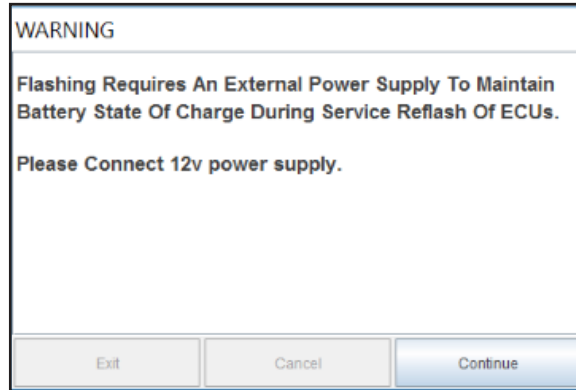 WARNING
Flashing Requires An External Power Supply To Maintain
Battery State Of Charge During Service Reflash Of ECUs.
Please Connect 12v power supply.
Exit
Cancel
Continue